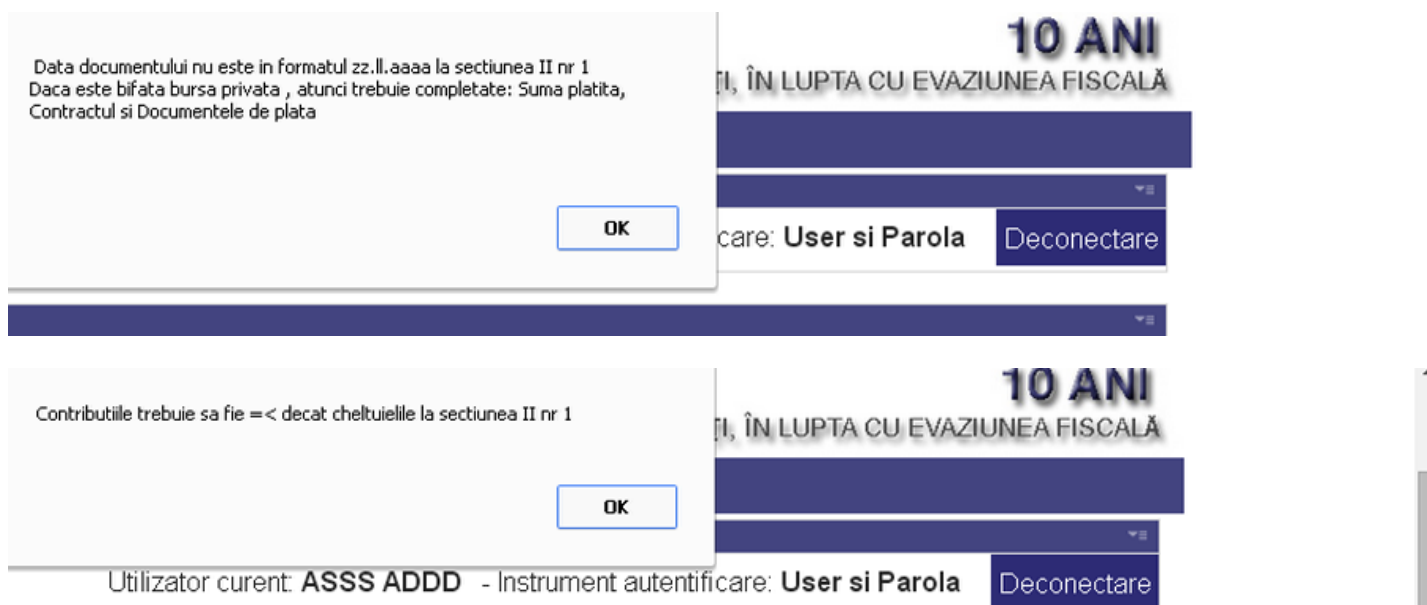 10 ANI
Data documentului nu este in formatul zz.ll.aaaa la sectiunea II nr 1
Daca este bifata bursa privata , atunci trebuie completate: Suma platita,
Contractul si Documentele de plata
ÎN LUPTA CU EVAZIUNEA FISCALĂ
OK
care: User si Parola Deconectare
10 ANI
Contributiile trebuie sa fie =< decat cheltuielile la sectiunea II nr 1
ÎN LUPTA CU EVAZIUNEA FISCALĂ
OK
Utilizator curent: ASSS ADDD - Instrument autentificare: User si Parola Deconectare